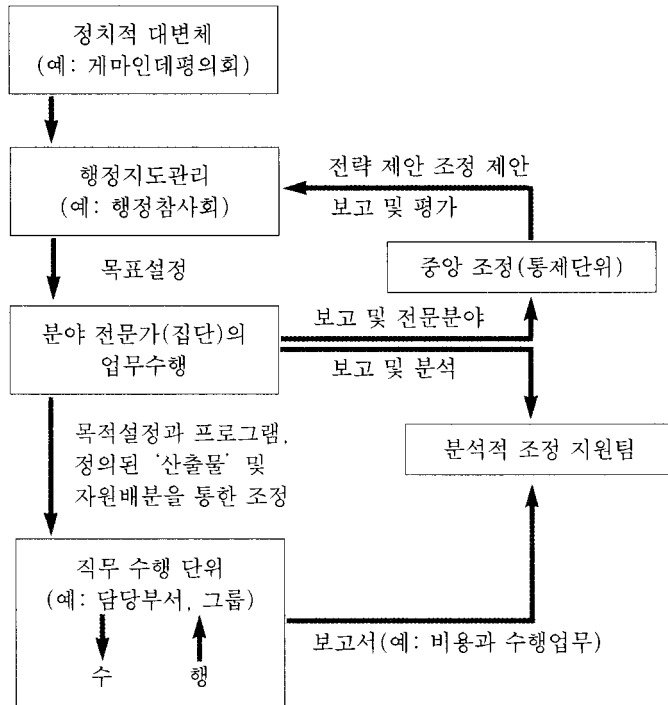 정치적 대변체
(예: 게마인데평의회)
행정지도관리
(예: 행정참사회)
전략 제안 조정 제안
보고 및 평가
목표설정
중앙 조정(통제단위)
분야 전문가(집단)의
업무수행
보고 및 전문분야
보고 및 분석
목적설정과 프로그램,
정의된 '산출물' 및
자원배분을 통한 조정
분석적 조정 지원팀
직무 수행 단위
(예: 담당부서, 그룹)
수 행
보고서(예: 비용과 수행업무)